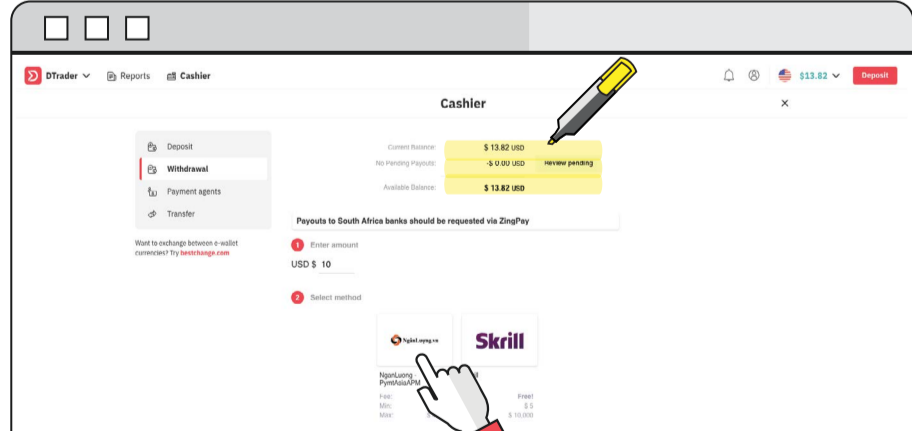 DTrader Reports Cashier $13.82 Deposit
Cashier
Deposit
Withdrawal
Payment agents
Transfer
Want to exchange between e-wallet
currencies? Try bestchange.com
Current Balance: $ 13.82 USD
No Pending Payouts: -$ 0.00 USD Review pending
Available Balance: $ 13.82 USD
Payouts to South Africa banks should be requested via ZingPay
1 Enter amount
USD $ 10
2 Select method
NgânLượng.vn Skrill
NganLuong -
PymtAsiaAPM
Fee: Free!
Min: $ 5
Max: $ 10,000